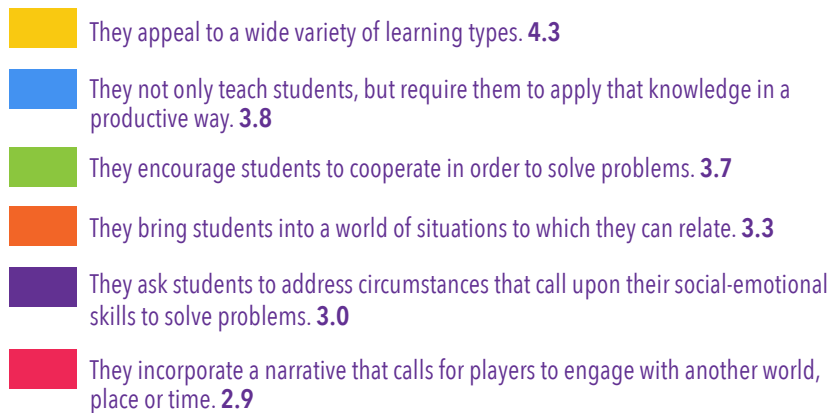 They appeal to a wide variety of learning types. 4.3
They not only teach students, but require them to apply that knowledge in a
productive way. 3.8
They encourage students to cooperate in order to solve problems. 3.7
They bring students into a world of situations to which they can relate. 3.3
They ask students to address circumstances that call upon their social-emotional
skills to solve problems. 3.0
They incorporate a narrative that calls for players to engage with another world,
place or time. 2.9